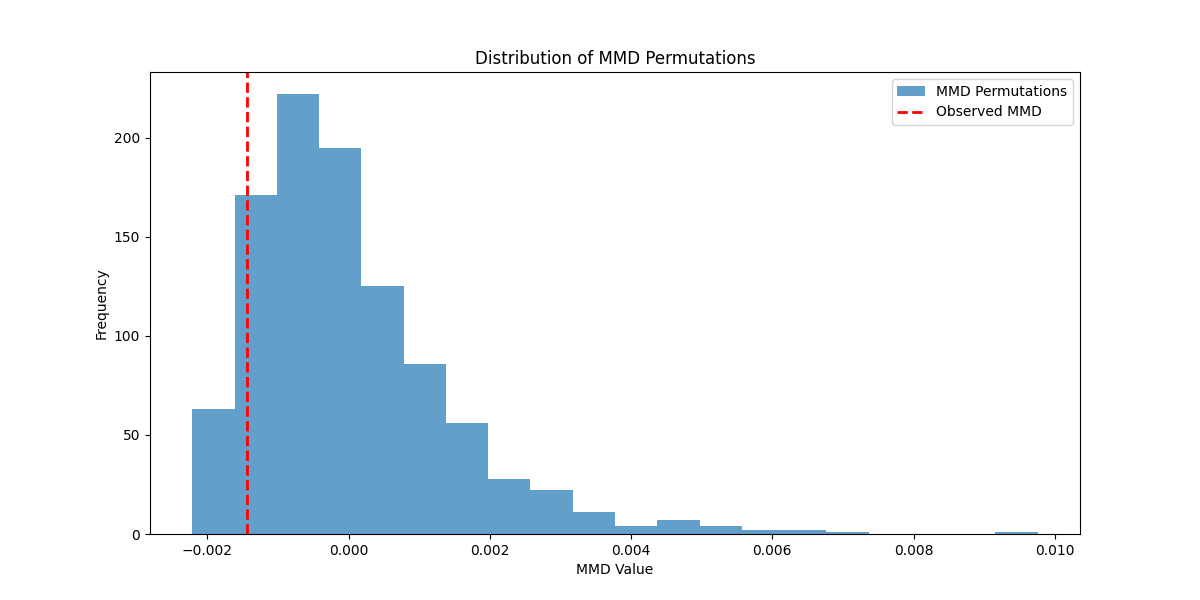 Distribution of MMD Permutations
MMD Permutations
Observed MMD
200
150
100
50
0
Frequency
−0.002
0.000
0.002
0.004
0.006
0.008
0.010
MMD Value